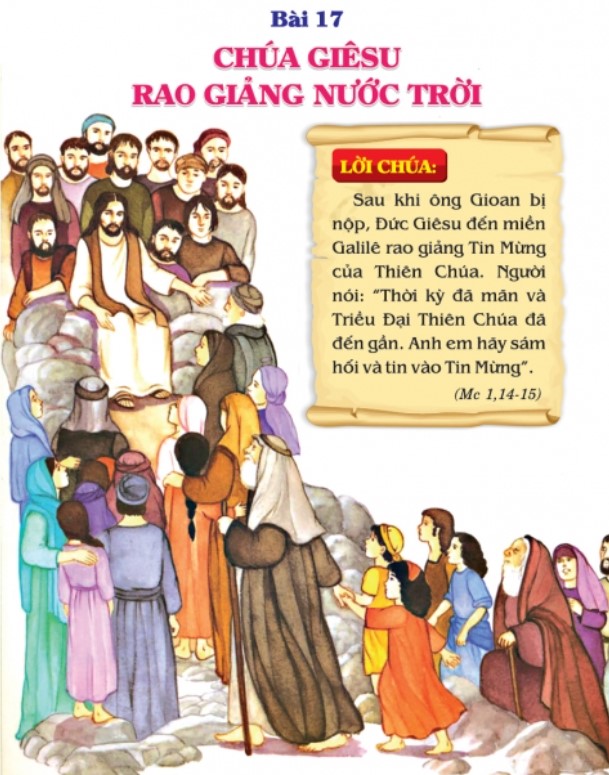 Bài 17
CHÚA GIÊSU
RAO GIẢNG NƯỚC TRỜI
LỜI CHÚA:
Sau khi ông Gioan bị
nộp, Đức Giêsu đến miền
Galilê rao giảng Tin Mừng
của Thiên Chúa. Người
nói: “Thời kỳ đã mãn và
Triều Đại Thiên Chúa đã
đến gần. Anh em hãy sám
hối và tin vào Tin Mừng”.
(Mc 1,14-15)